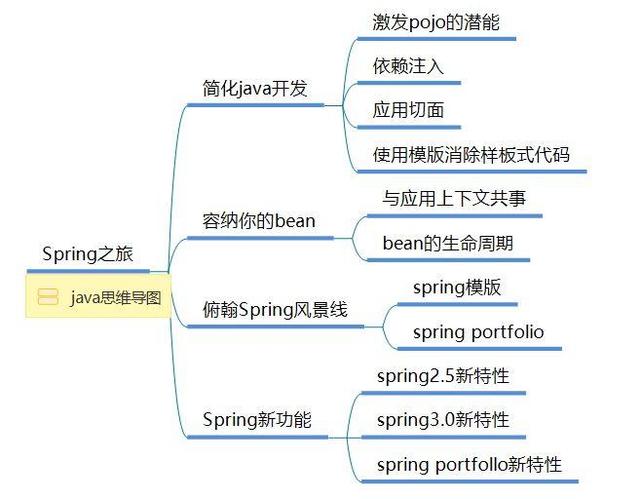 激发pojo的潜能
简化java开发
依赖注入
应用切面
使用模版消除样板式代码
容纳你的bean
与应用上下文共事
bean的生命周期
Spring之旅
java思维导图
俯翰Spring风景线
spring模版
spring portfolio
Spring新功能
spring2.5新特性
spring3.0新特性
spring portfollo新特性